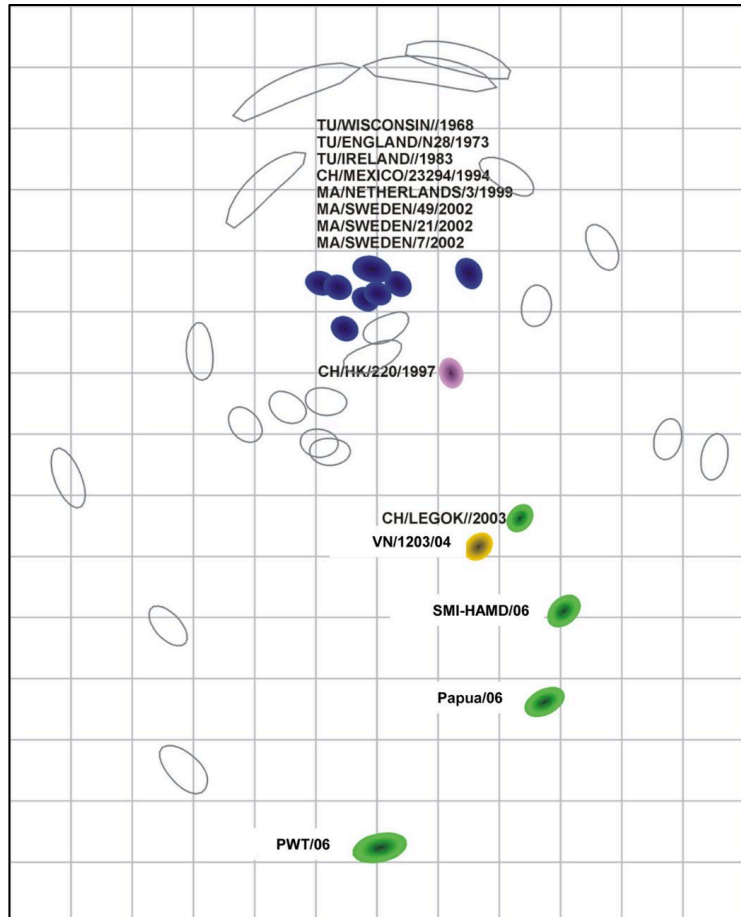 TU/WISCONSIN//1968
TU/ENGLAND/N28/1973
TU/IRELAND//1983
CH/MEXICO/23294/1994
MA/NETHERLANDS/3/1999
MA/SWEDEN/49/2002
MA/SWEDEN/21/2002
MA/SWEDEN/7/2002
CH/HK/220/1997
CH/LEGOK//2003
VN/1203/04
SMI-HAMD/06
Papua/06
PWT/06